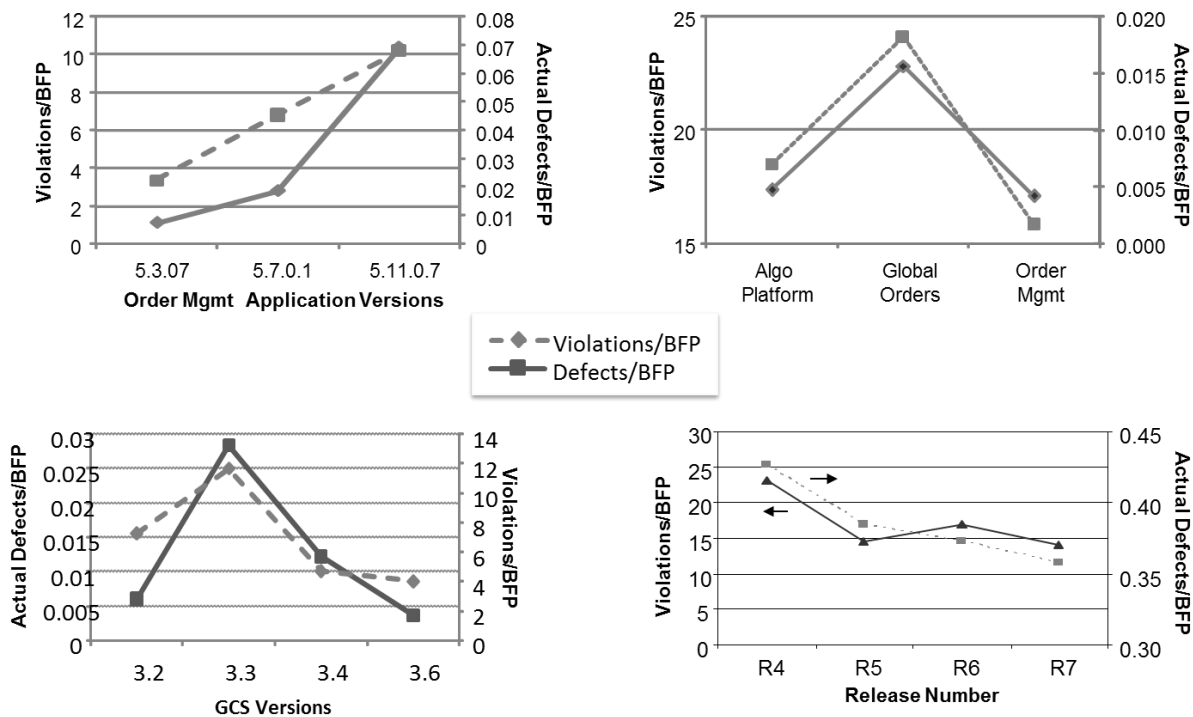 Violations/BFP
12
10
8
6
4
2
0
0.08
0.07
0.06
0.05
0.04
0.03
0.02
0.01
0
Actual Defects/BFP
5.3.07 5.7.0.1 5.11.0.7
Order Mgmt Application Versions
Violations/BFP
25
20
15
0.020
0.015
0.010
0.005
0.000
Actual Defects/BFP
Algo Platform
Global Orders
Order Mgmt
Violations/BFP
Defects/BFP
Actual Defects/BFP
0.03
0.025
0.02
0.015
0.01
0.005
0
14
12
10
8
6
4
2
0
Violations/BFP
3.2 3.3 3.4 3.6
GCS Versions
Violations/BFP
30
25
20
15
10
5
0
0.45
0.40
0.35
0.30
Actual Defects/BFP
R4 R5 R6 R7
Release Number